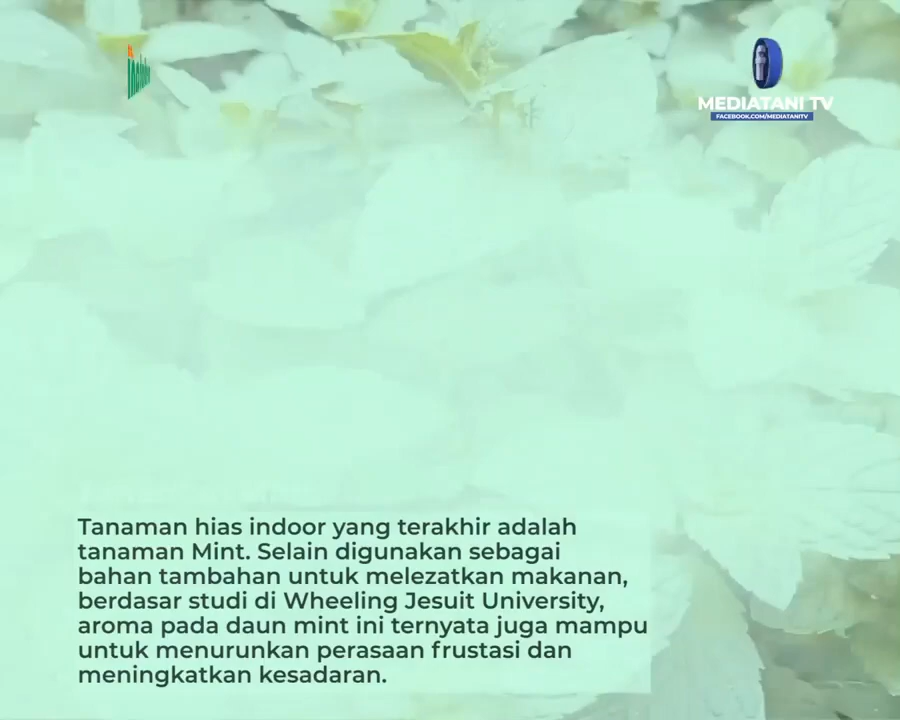 MEDIATANI TV
FACEBOOK.COM/MEDIATANITV
Tanaman hias indoor yang terakhir adalah
tanaman Mint. Selain digunakan sebagai
bahan tambahan untuk melezatkan makanan,
berdasar studi di Wheeling Jesuit University,
aroma pada daun mint ini ternyata juga mampu
untuk menurunkan perasaan frustasi dan
meningkatkan kesadaran.